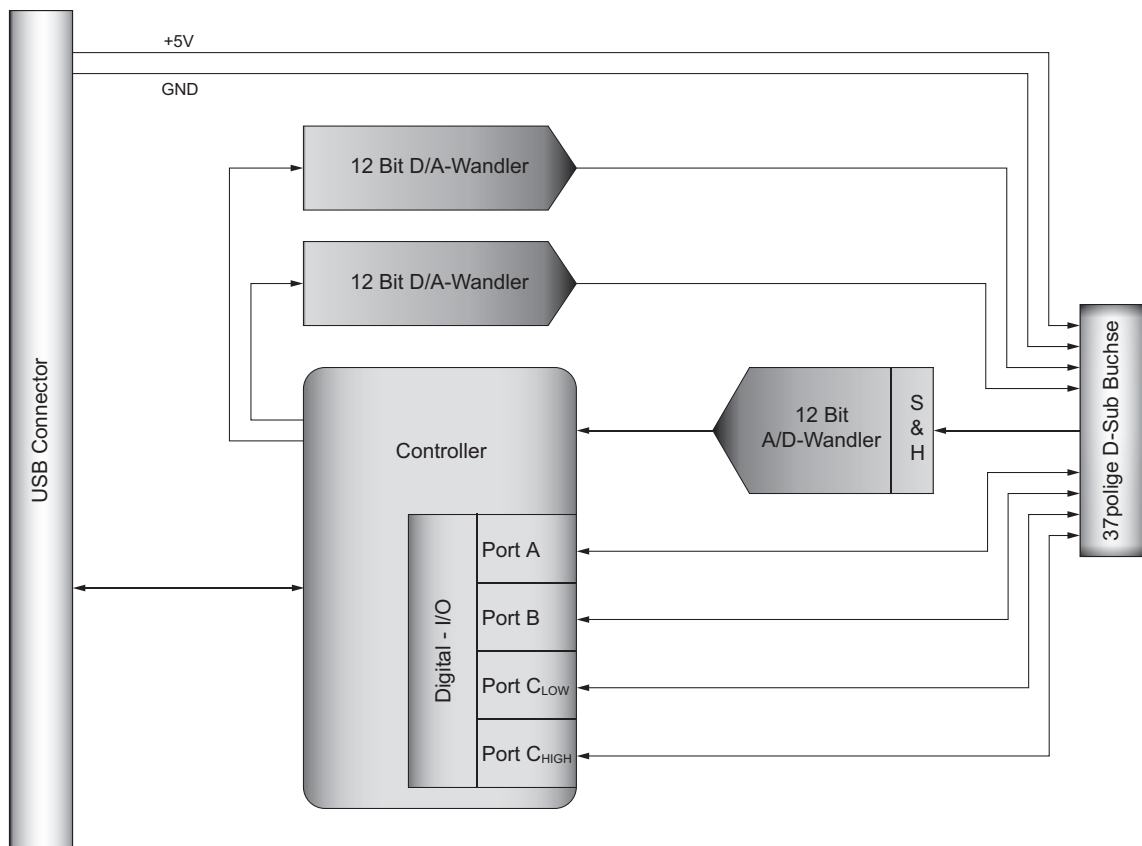 +5V
GND
12 Bit D/A-Wandler
12 Bit D/A-Wandler
USB Connector
Controller
12 Bit
A/D-Wandler
S
&
H
37polige D-Sub Buchse
Digital - I/O
Port A
Port B
Port CLOW
Port CHIGH